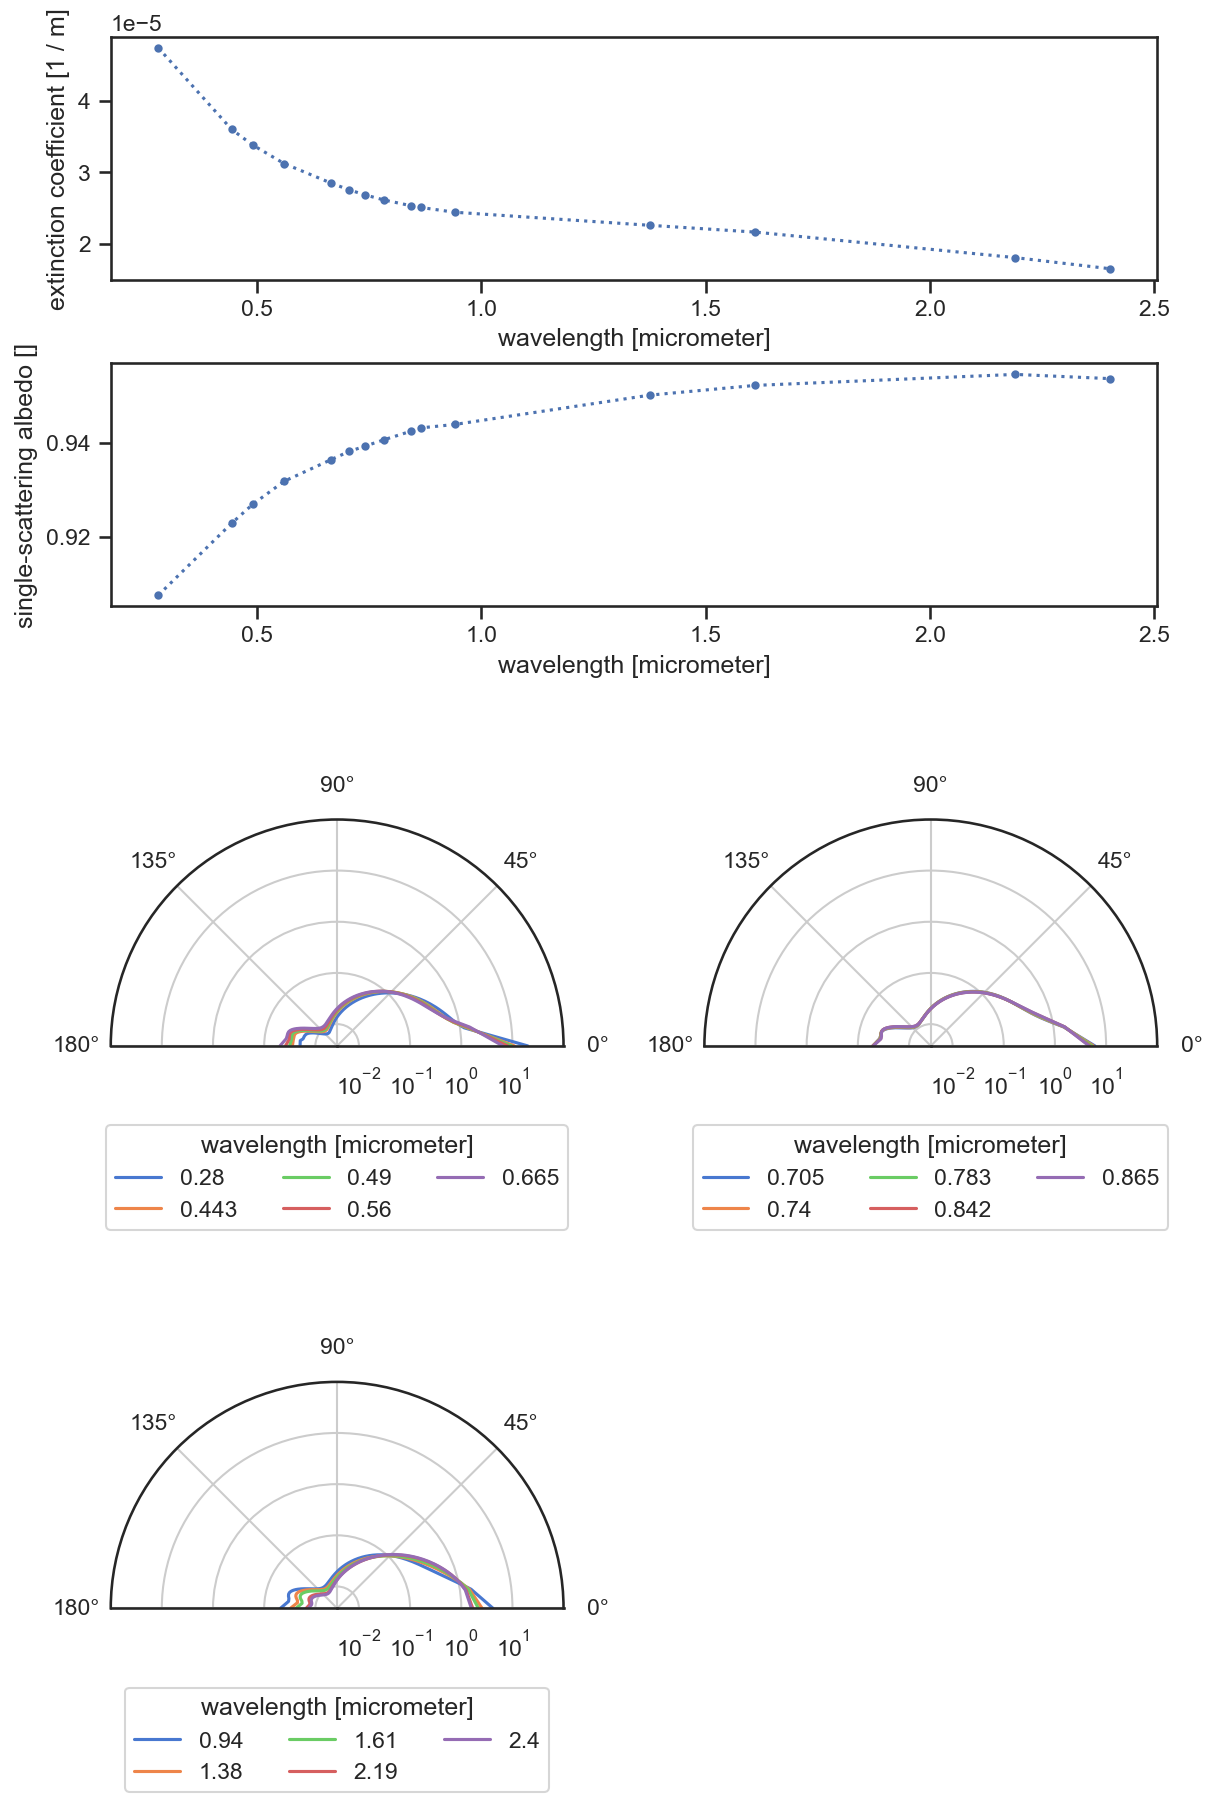 1e−5
extinction coefficient [1 / m]
4
3
2
0.5 1.0 1.5 2.0 2.5
wavelength [micrometer]
single-scattering albedo []
0.94
0.92
0.5 1.0 1.5 2.0 2.5
wavelength [micrometer]
90°
135° 45°
180° 0°
10⁻² 10⁻¹ 10⁰ 10¹
wavelength [micrometer]
0.28 0.49 0.665
0.443 0.56
90°
135° 45°
180° 0°
10⁻² 10⁻¹ 10⁰ 10¹
wavelength [micrometer]
0.705 0.783 0.865
0.74 0.842
90°
135° 45°
180° 0°
10⁻² 10⁻¹ 10⁰ 10¹
wavelength [micrometer]
0.94 1.61 2.4
1.38 2.19